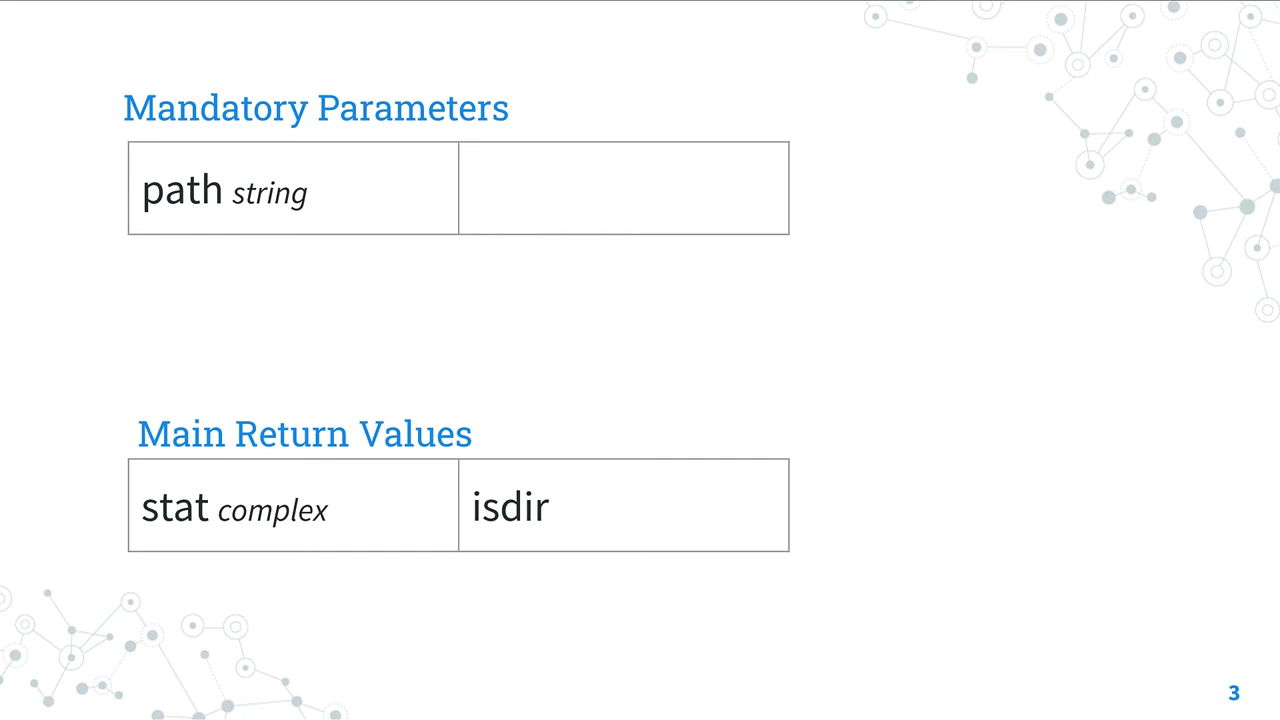 Mandatory Parameters
path string
Main Return Values
stat complex isdir
3